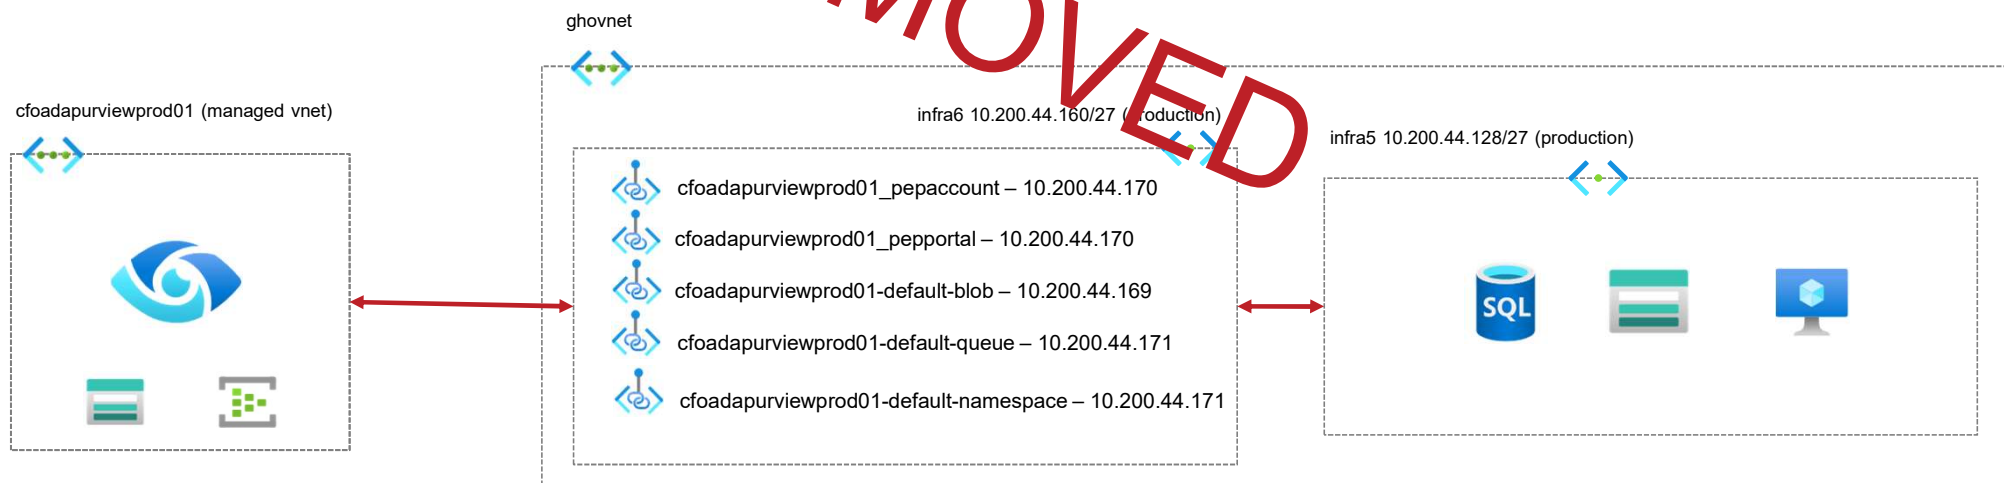 ghovnet
MOVED
cfoadapurviewprod01 (managed vnet)
infra6 10.200.44.160/27 (production)
infra5 10.200.44.128/27 (production)
cfoadapurviewprod01_pepaccount – 10.200.44.170
cfoadapurviewprod01_pepportal – 10.200.44.170
cfoadapurviewprod01-default-blob – 10.200.44.169
cfoadapurviewprod01-default-queue – 10.200.44.171
cfoadapurviewprod01-default-namespace – 10.200.44.171
SQL